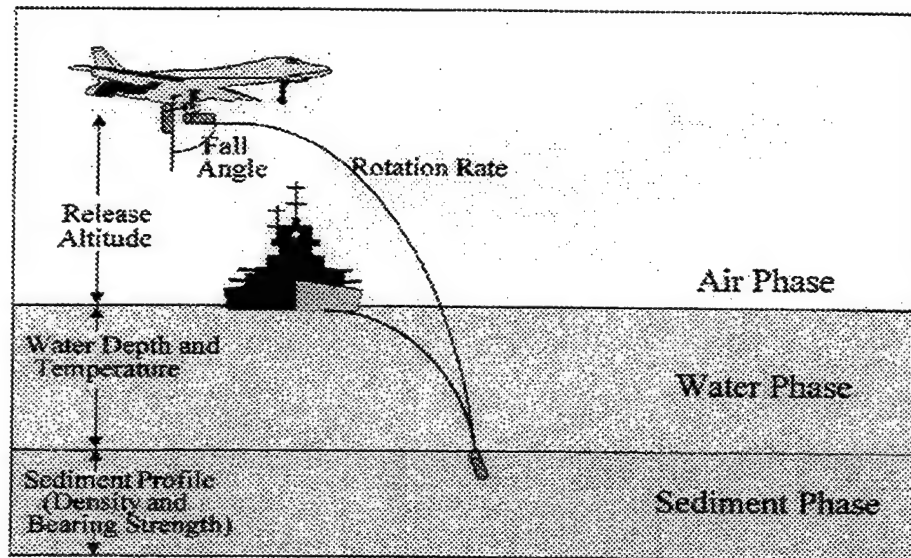 Fall
Angle
Rotation Rate
Release
Altitude
Air Phase
Water Depth and
Temperature
Water Phase
Sediment Profile
(Density and
Bearing Strength)
Sediment Phase